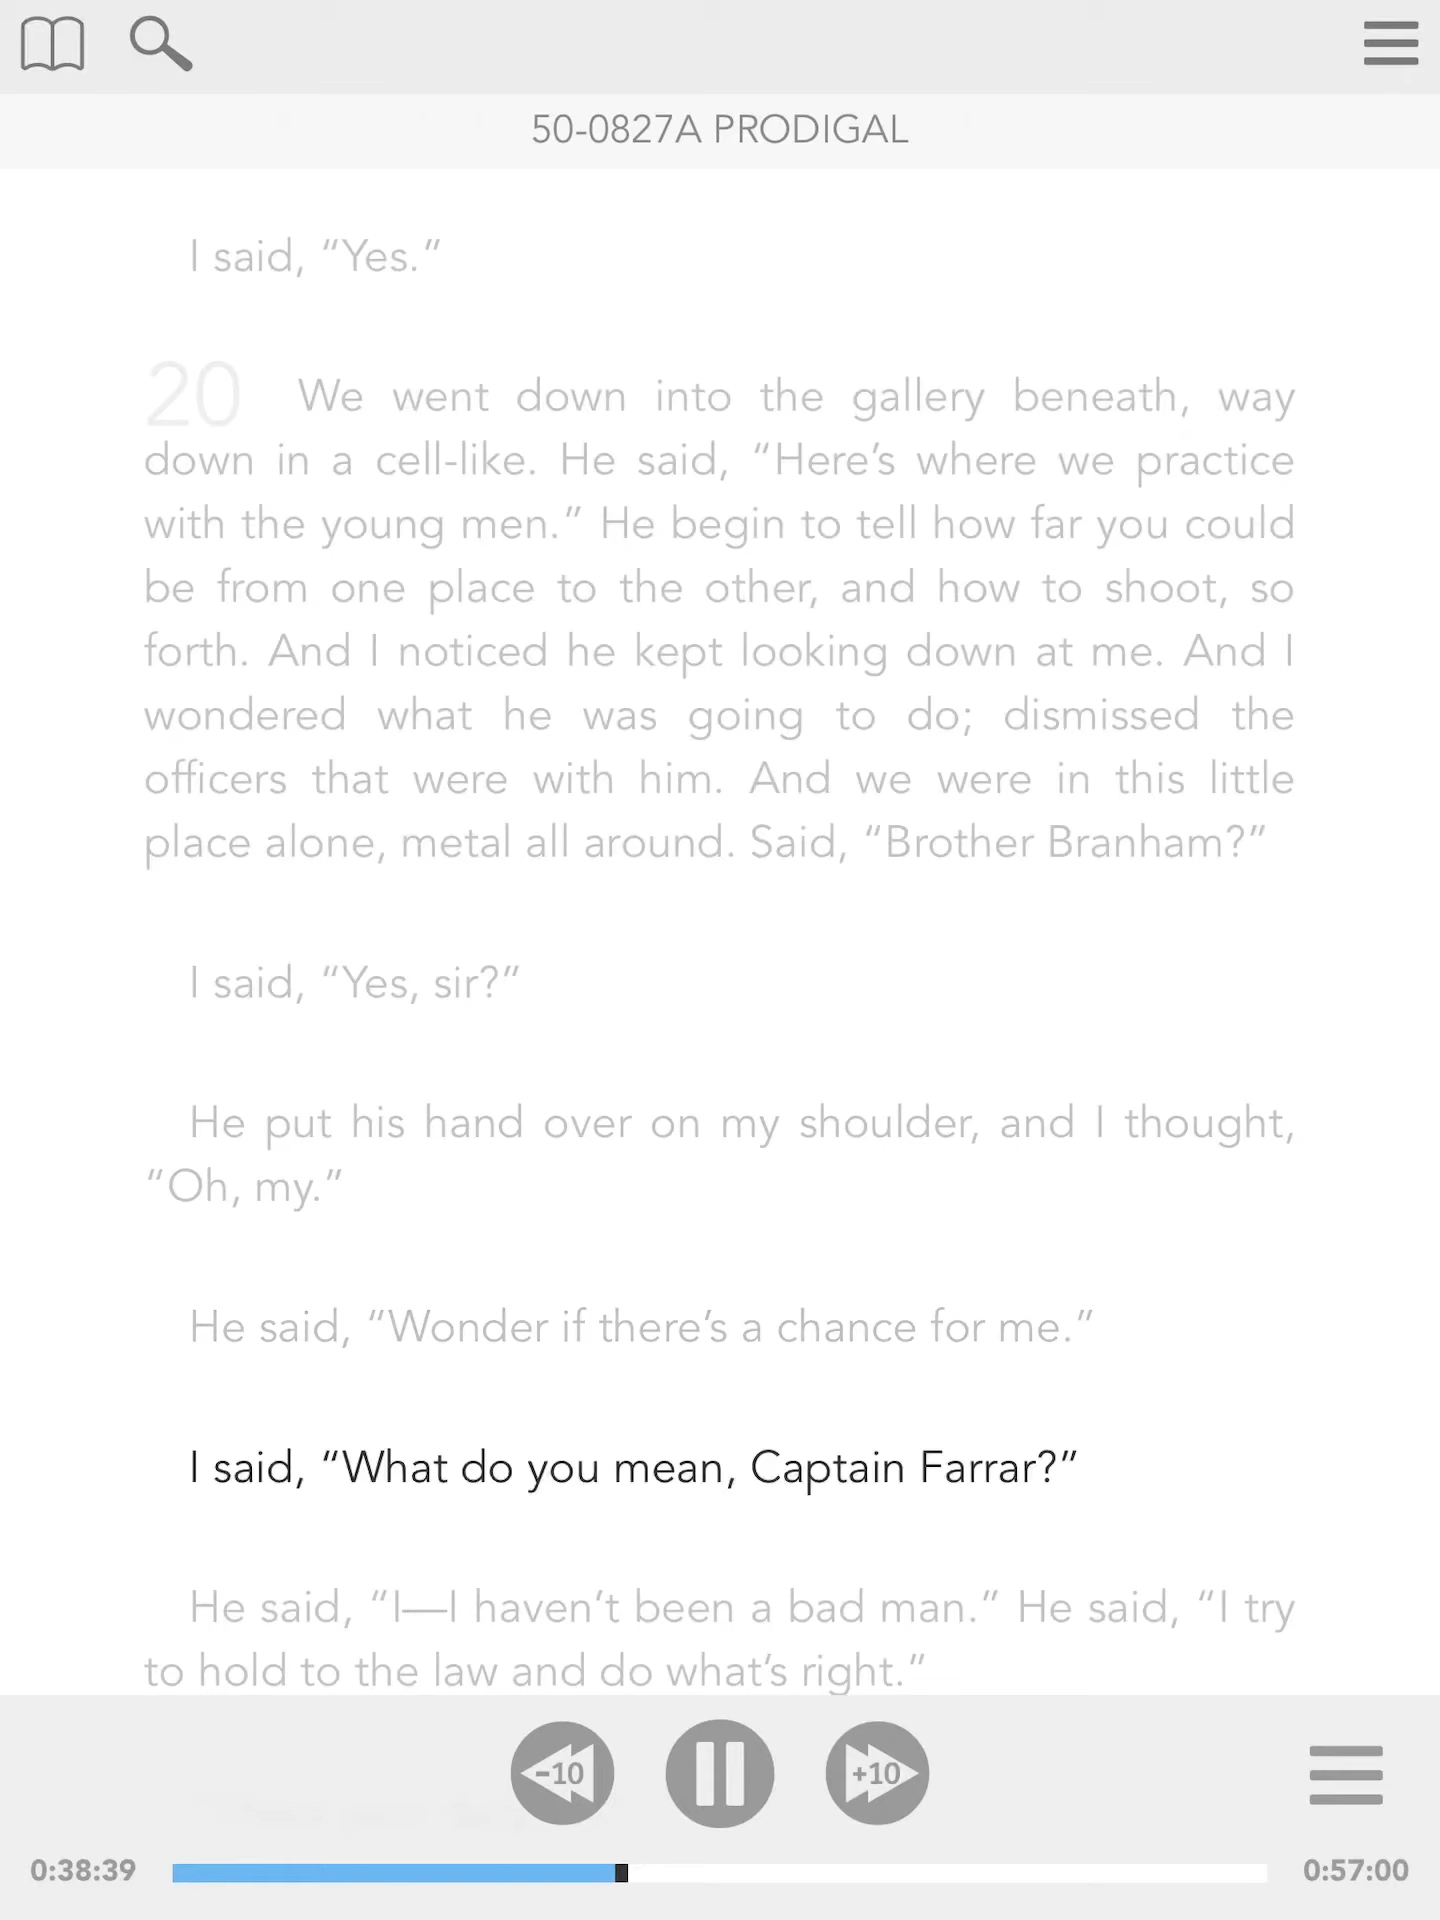 50-0827A PRODIGAL
I said, “Yes.”
20 We went down into the gallery beneath, way
down in a cell-like. He said, “Here’s where we practice
with the young men.” He begin to tell how far you could
be from one place to the other, and how to shoot, so
forth. And I noticed he kept looking down at me. And I
wondered what he was going to do; dismissed the
officers that were with him. And we were in this little
place alone, metal all around. Said, “Brother Branham?”
I said, “Yes, sir?”
He put his hand over on my shoulder, and I thought,
“Oh, my.”
He said, “Wonder if there’s a chance for me.”
I said, “What do you mean, Captain Farrar?”
He said, “I—I haven’t been a bad man.” He said, “I try
to hold to the law and do what’s right.”
-10 +10
0:38:39 0:57:00